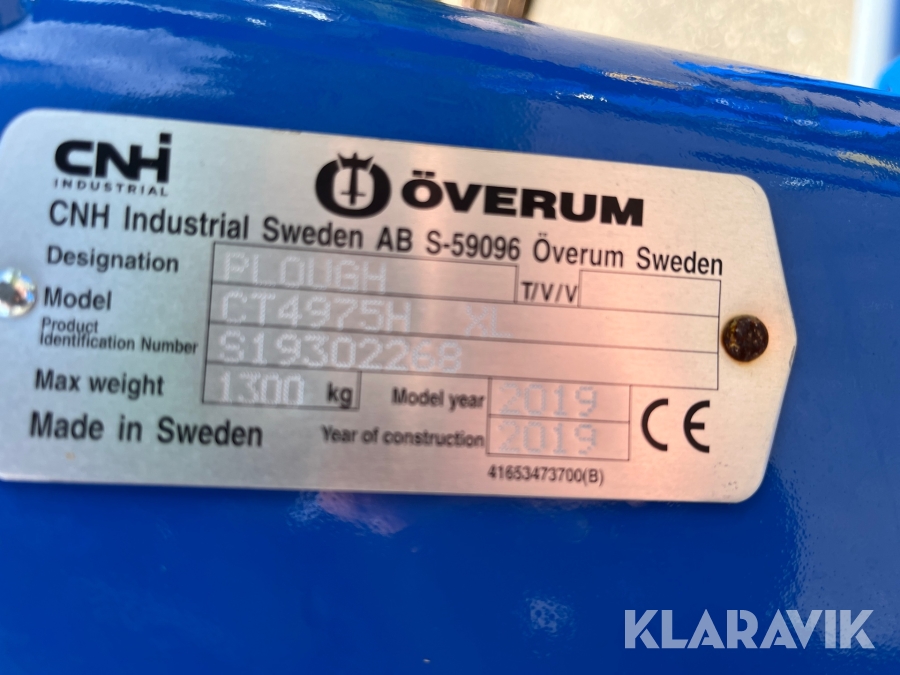 CNH
INDUSTRIAL
ÖVERUM
CNH Industrial Sweden AB S-59096 Överum Sweden
Designation PLOUGH T/V/V
Model CT4975H XL
Product
Identification Number S19302268
Max weight 1300 kg Model year 2019
Made in Sweden Year of construction 2019
CE
41653473700(B)
KLARAVIK